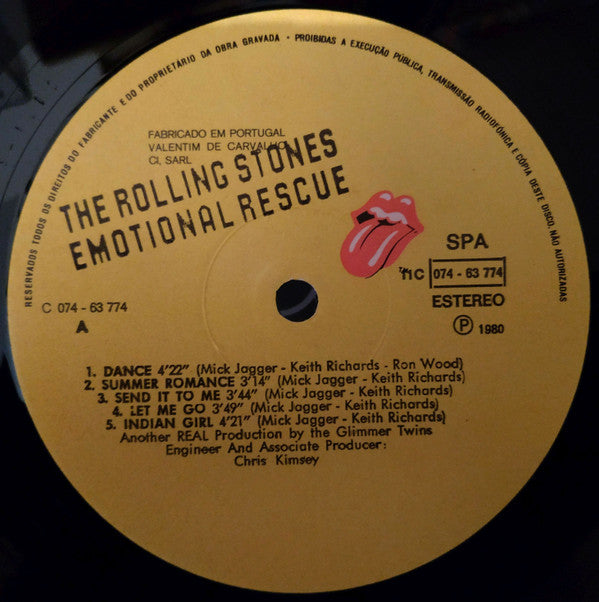 RESERVADOS TODOS OS DIREITOS DO FABRICANTE E DO PROPRIETÁRIO DA OBRA GRAVADA • PROIBIDAS A EXECUÇÃO PÚBLICA, TRANSMISSÃO RADIOFÓNICA E CÓPIA DESTE DISCO, NÃO AUTORIZADAS
FABRICADO EM PORTUGAL
VALENTIM DE CARVALHO
CI, SARL
THE ROLLING STONES
EMOTIONAL RESCUE
SPA
074 - 63 774
ESTEREO
Ⓟ 1980
C 074 - 63 774
A
1. DANCE 4'22" (Mick Jagger - Keith Richards - Ron Wood)
2. SUMMER ROMANCE 3'14" (Mick Jagger - Keith Richards)
3. SEND IT TO ME 3'44" (Mick Jagger - Keith Richards)
4. LET ME GO 3'49" (Mick Jagger - Keith Richards)
5. INDIAN GIRL 4'21" (Mick Jagger - Keith Richards)
Another REAL Production by the Glimmer Twins
Engineer And Associate Producer:
Chris Kimsey